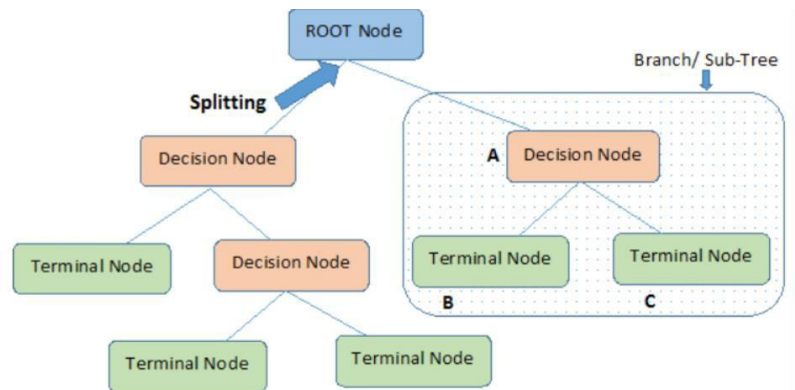 ROOT Node
Branch/ Sub-Tree
Splitting
Decision Node
A
Decision Node
Terminal Node
Decision Node
Terminal Node
Terminal Node
B
C
Terminal Node
Terminal Node